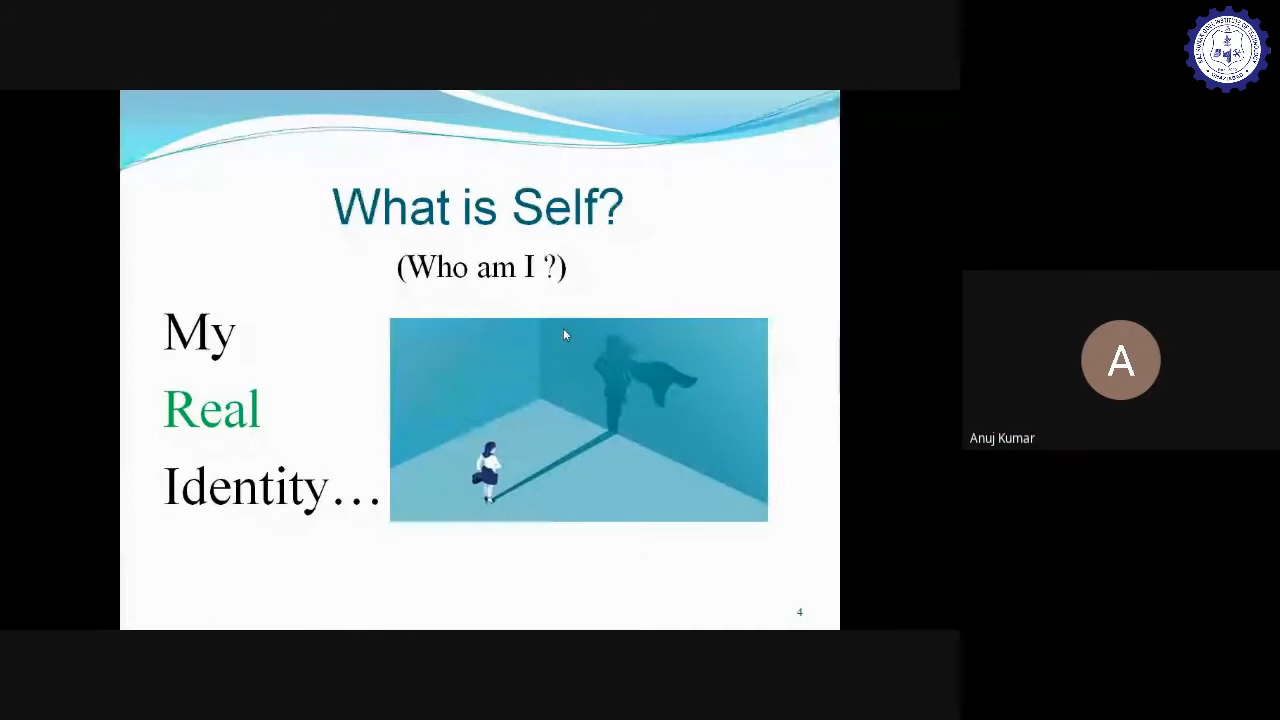 What is Self?
(Who am I ?)
My
Real
Identity…
4
A
Anuj Kumar